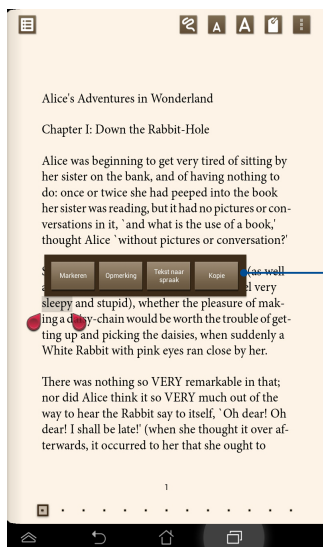 A A
Alice's Adventures in Wonderland
Chapter I: Down the Rabbit-Hole
Alice was beginning to get very tired of sitting by
her sister on the bank, and of having nothing to
do: once or twice she had peeped into the book
her sister was reading, but it had no pictures or con-
versations in it, `and what is the use of a book,'
thought Alice `without pictures or conversation?'
(as well
Markeren Opmerking Tekst naar spraak Kopie
very
sleepy and stupid), whether the pleasure of mak-
ing a daisy-chain would be worth the trouble of get-
ting up and picking the daisies, when suddenly a
White Rabbit with pink eyes ran close by her.
There was nothing so VERY remarkable in that;
nor did Alice think it so VERY much out of the
way to hear the Rabbit say to itself, `Oh dear! Oh
dear! I shall be late!' (when she thought it over af-
terwards, it occurred to her that she ought to
1